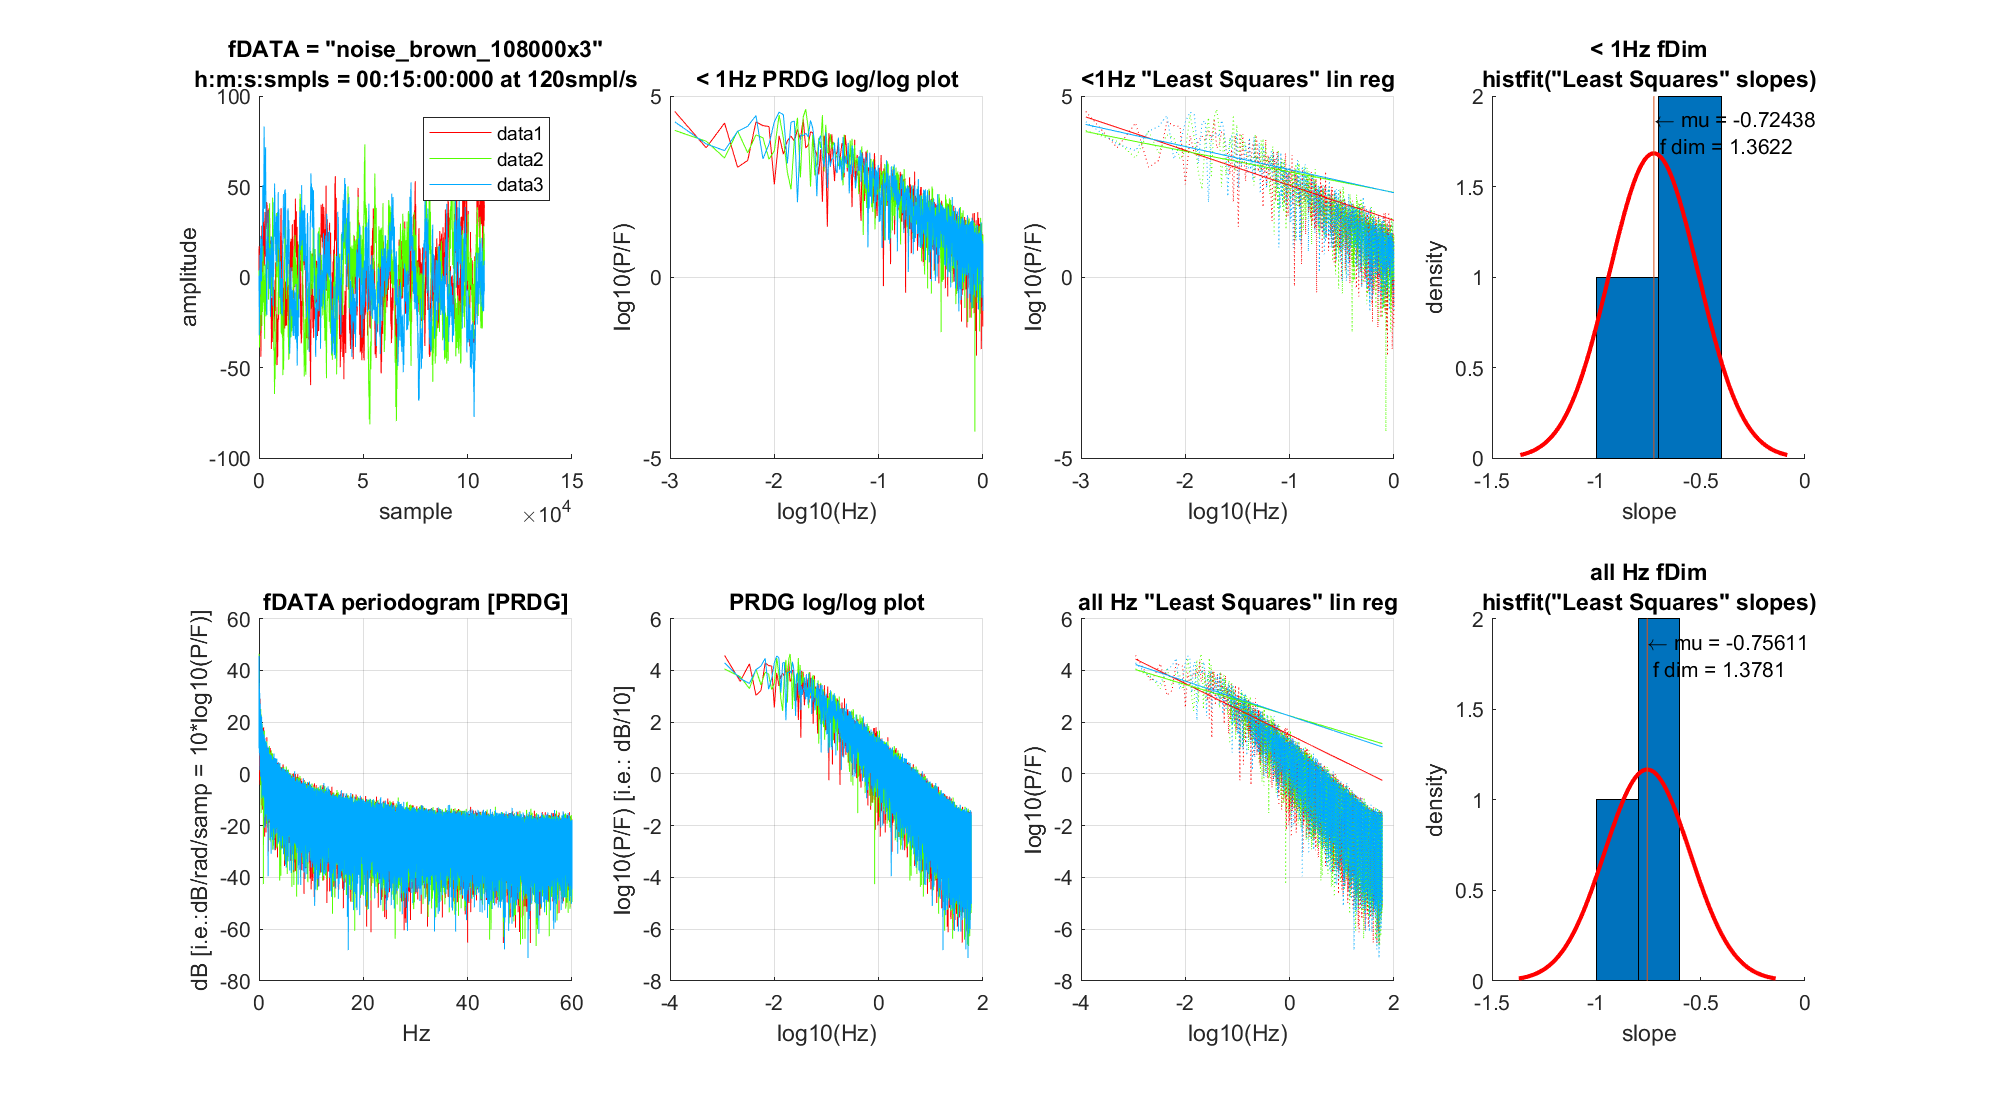 fDATA = "noise_brown_108000x3"
h:m:s:smpls = 00:15:00:000 at 120smpl/s
100
50
0
-50
-100
0
5
10
15
×10^4
amplitude
sample
data1
data2
data3
< 1Hz PRDG log/log plot
5
0
-5
-3
-2
-1
0
log10(P/F)
log10(Hz)
<1Hz "Least Squares" lin reg
5
0
-5
-3
-2
-1
0
log10(P/F)
log10(Hz)
< 1Hz fDim
histfit("Least Squares" slopes)
2
1.5
1
0.5
0
-1.5
-1
-0.5
0
density
slope
← mu = -0.72438
f dim = 1.3622
fDATA periodogram [PRDG]
60
40
20
0
-20
-40
-60
-80
0
20
40
60
dB [i.e.:dB/rad/samp = 10*log10(P/F)]
Hz
PRDG log/log plot
6
4
2
0
-2
-4
-6
-8
-4
-2
0
2
log10(P/F) [i.e.: dB/10]
log10(Hz)
all Hz "Least Squares" lin reg
6
4
2
0
-2
-4
-6
-8
-4
-2
0
2
log10(P/F)
log10(Hz)
all Hz fDim
histfit("Least Squares" slopes)
2
1.5
1
0.5
0
-1.5
-1
-0.5
0
density
slope
← mu = -0.75611
f dim = 1.3781